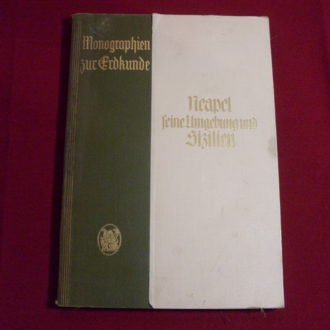 Monographien
zur Erdkunde
Neapel
seine Umgebung und
Sizilien